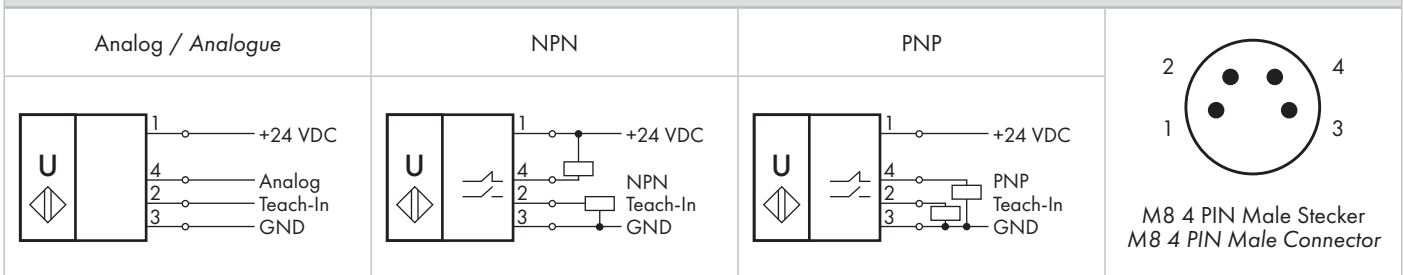 Analog / Analogue
NPN
PNP
U
1
+24 VDC
4
Analog
2
Teach-In
3
GND
U
1
+24 VDC
4
NPN
2
Teach-In
3
GND
U
1
+24 VDC
4
PNP
2
Teach-In
3
GND
2 4
1 3
M8 4 PIN Male Stecker
M8 4 PIN Male Connector